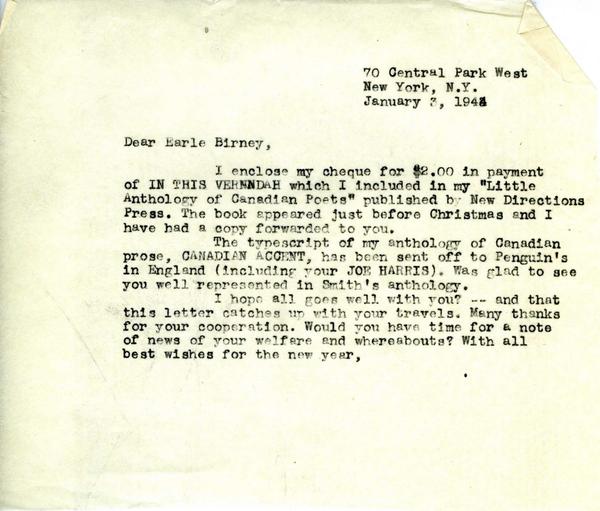 70 Central Park West
New York, N.Y.
January 3, 1944
Dear Earle Birney,
I enclose my cheque for $2.00 in payment
of IN THIS VERNNDAH which I included in my "Little
Anthology of Canadian Poets" published by New Directions
Press. The book appeared just before Christmas and I
have had a copy forwarded to you.
The typescript of my anthology of Canadian
prose, CANADIAN ACCENT, has been sent off to Penguin's
in England (including your JOE HARRIS). Was glad to see
you well represented in Smith's anthology.
I hope all goes well with you? -- and that
this letter catches up with your travels. Many thanks
for your cooperation. Would you have time for a note
of news of your welfare and whereabouts? With all
best wishes for the new year,